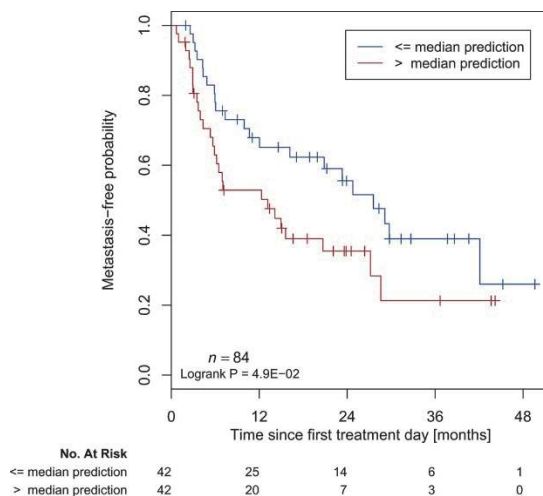 <= median prediction
> median prediction
Metastasis-free probability
1.0
0.8
0.6
0.4
0.2
0.0
n = 84
Logrank P = 4.9E-02
0 12 24 36 48
Time since first treatment day [months]
No. At Risk
<= median prediction 42 25 14 6 1
> median prediction 42 20 7 3 0